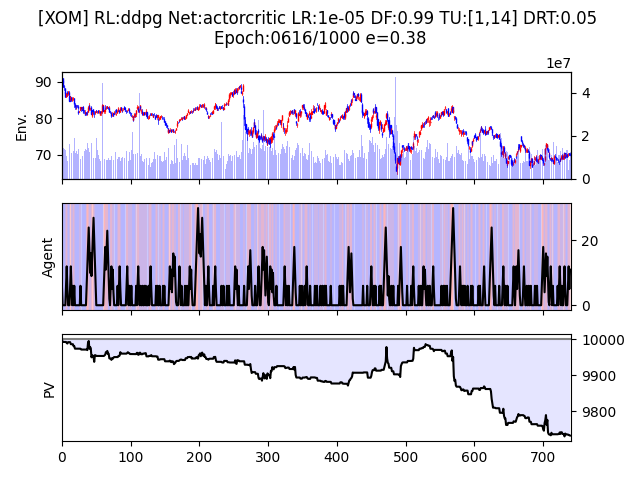 [XOM] RL:ddpg Net:actorcritic LR:1e-05 DF:0.99 TU:[1,14] DRT:0.05
Epoch:0616/1000 e=0.38
1e7
90
80
70
Env.
4
2
0
Agent
20
0
PV
10000
9900
9800
0 100 200 300 400 500 600 700